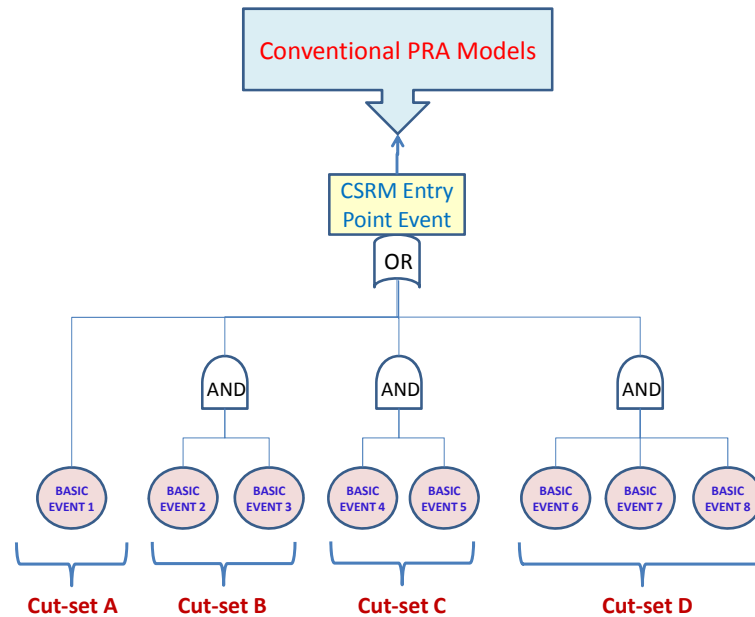 Conventional PRA Models
CSRM Entry
Point Event
OR
AND
AND
AND
BASIC
EVENT 1
BASIC
EVENT 2
BASIC
EVENT 3
BASIC
EVENT 4
BASIC
EVENT 5
BASIC
EVENT 6
BASIC
EVENT 7
BASIC
EVENT 8
Cut-set A
Cut-set B
Cut-set C
Cut-set D